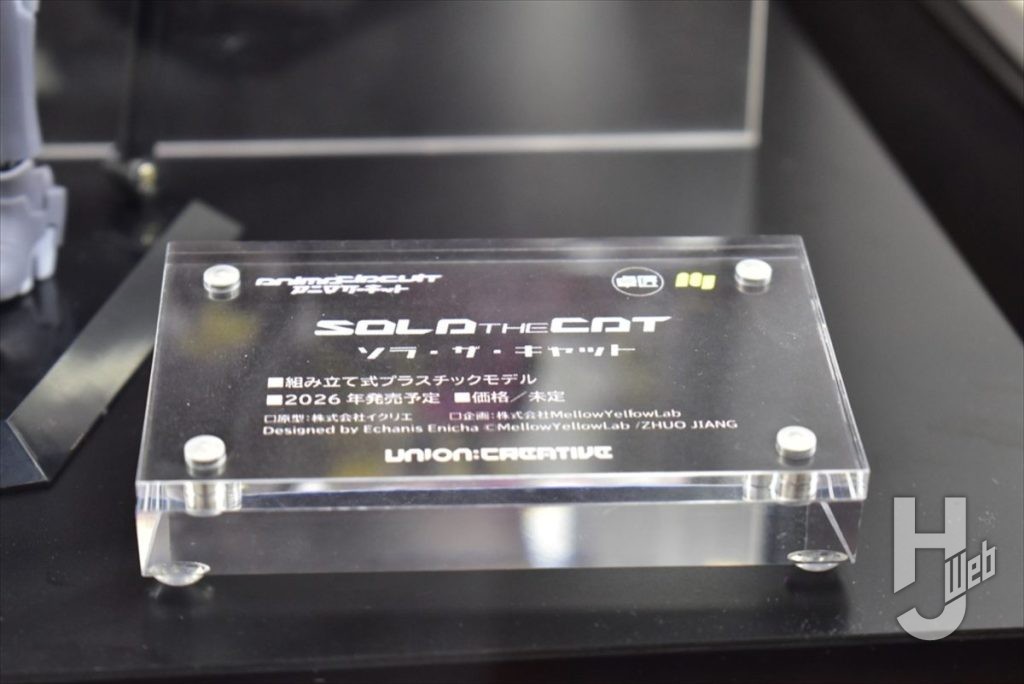 animacircuit
アニマサーキット
卓匠
SOLA THE CAT
ソラ・ザ・キャット
■組み立て式プラスチックモデル
■2026年発売予定 ■価格／未定
□原型：株式会社イクリエ □企画：株式会社MellowYellowLab
Designed by Echanis Enicha ©MellowYellowLab /ZHUO JIANG
UNION:CREATIVE
HJ Web